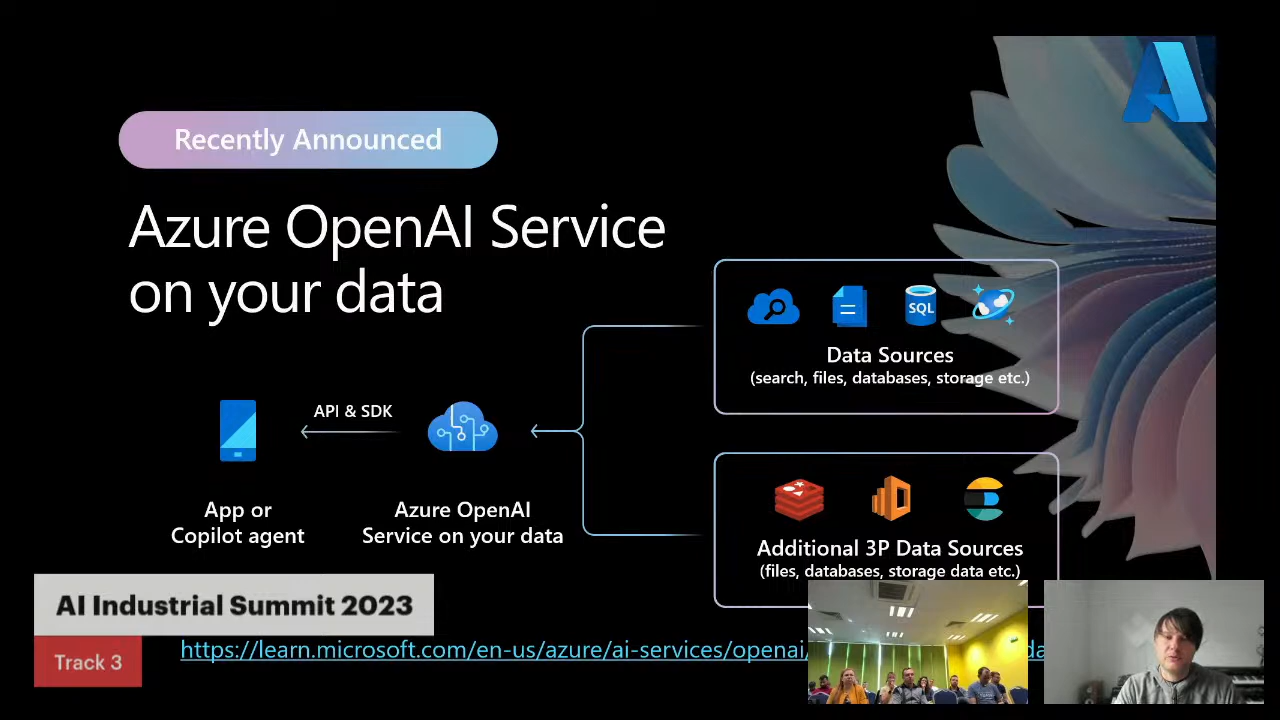 Recently Announced
Azure OpenAI Service
on your data
SQL
Data Sources
(search, files, databases, storage etc.)
API & SDK
App or
Copilot agent
Azure OpenAI
Service on your data
Additional 3P Data Sources
(files, databases, storage data etc.)
AI Industrial Summit 2023
Track 3
https://learn.microsoft.com/en-us/azure/ai-services/openai/